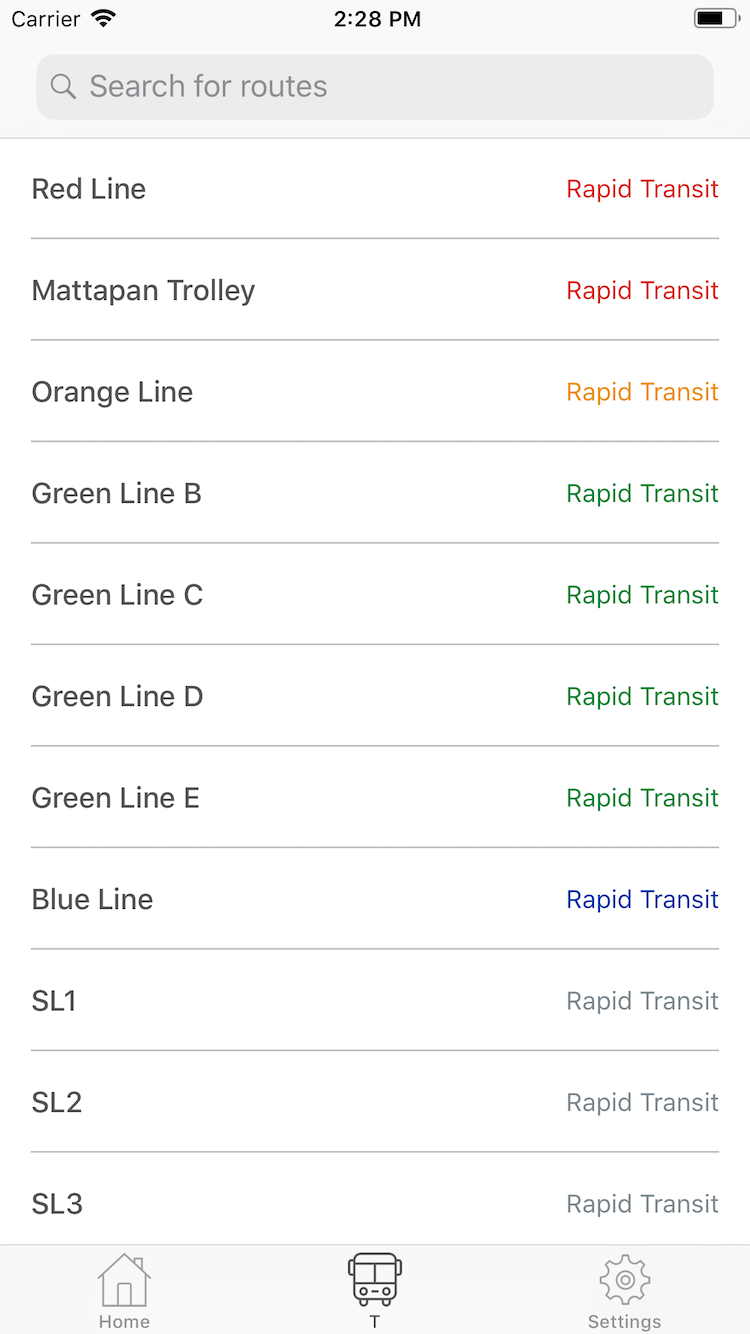 Carrier 2:28 PM
Search for routes
Red Line Rapid Transit
Mattapan Trolley Rapid Transit
Orange Line Rapid Transit
Green Line B Rapid Transit
Green Line C Rapid Transit
Green Line D Rapid Transit
Green Line E Rapid Transit
Blue Line Rapid Transit
SL1 Rapid Transit
SL2 Rapid Transit
SL3 Rapid Transit
Home T Settings